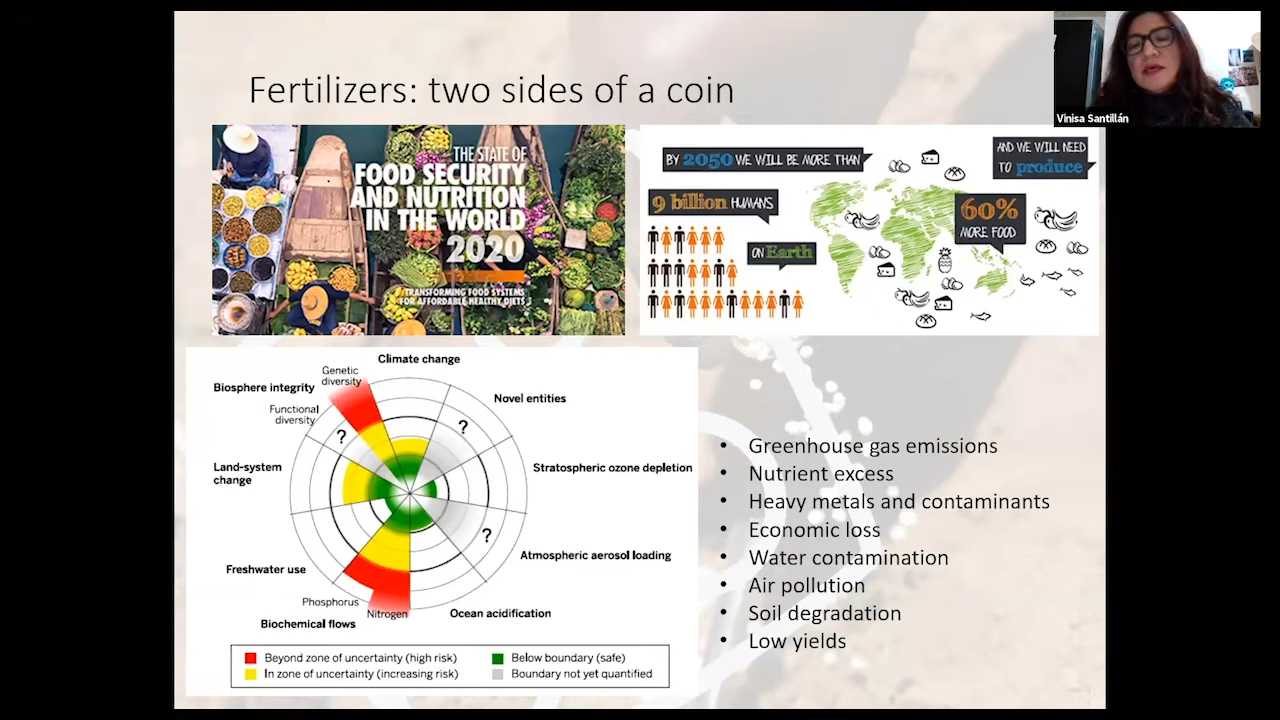 Fertilizers: two sides of a coin
Vinisa Santillán
THE STATE OF
FOOD SECURITY
AND NUTRITION
IN THE WORLD
2020
TRANSFORMING FOOD SYSTEMS
FOR AFFORDABLE HEALTHY DIETS
BY 2050 WE WILL BE MORE THAN
9 billion HUMANS
ON Earth
AND WE WILL NEED
TO produce
60%
MORE FOOD
Climate change
Genetic
diversity
Biosphere integrity
Functional
diversity
?
?
Novel entities
Land-system
change
Stratospheric ozone depletion
?
Atmospheric aerosol loading
Freshwater use
Phosphorus
Nitrogen
Biochemical flows
Ocean acidification
Beyond zone of uncertainty (high risk)
In zone of uncertainty (increasing risk)
Below boundary (safe)
Boundary not yet quantified
• Greenhouse gas emissions
• Nutrient excess
• Heavy metals and contaminants
• Economic loss
• Water contamination
• Air pollution
• Soil degradation
• Low yields